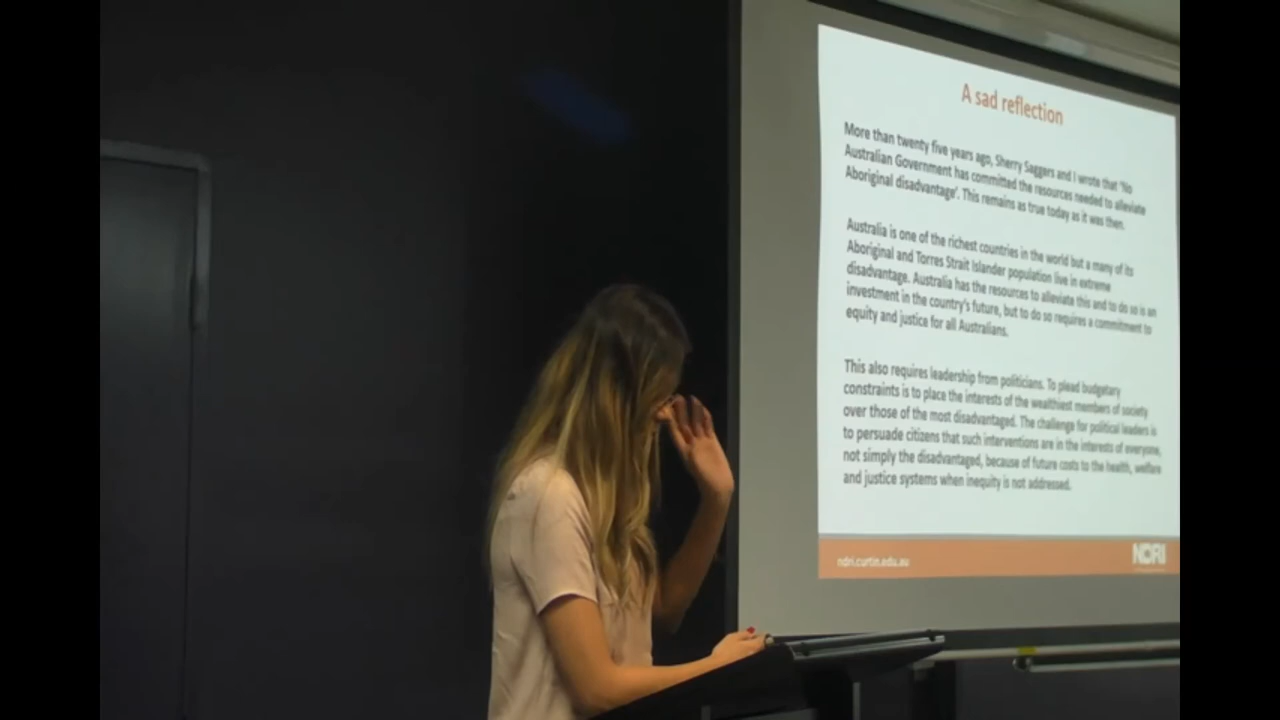 A sad reflection
More than twenty five years ago, Sherry Saggers and I wrote that 'No
Australian Government has committed the resources needed to alleviate
Aboriginal disadvantage'. This remains as true today as it was then.
Australia is one of the richest countries in the world but a many of its
Aboriginal and Torres Strait Islander population live in extreme
disadvantage. Australia has the resources to alleviate this and to do so is an
investment in the country's future, but to do so requires a commitment to
equity and justice for all Australians.
This also requires leadership from politicians. To plead budgetary
constraints is to place the interests of the wealthiest members of society
over those of the most disadvantaged. The challenge for political leaders is
to persuade citizens that such interventions are in the interests of everyone,
not simply the disadvantaged, because of future costs to the health, welfare
and justice systems when inequity is not addressed.
ndri.curtin.edu.au
NDRI